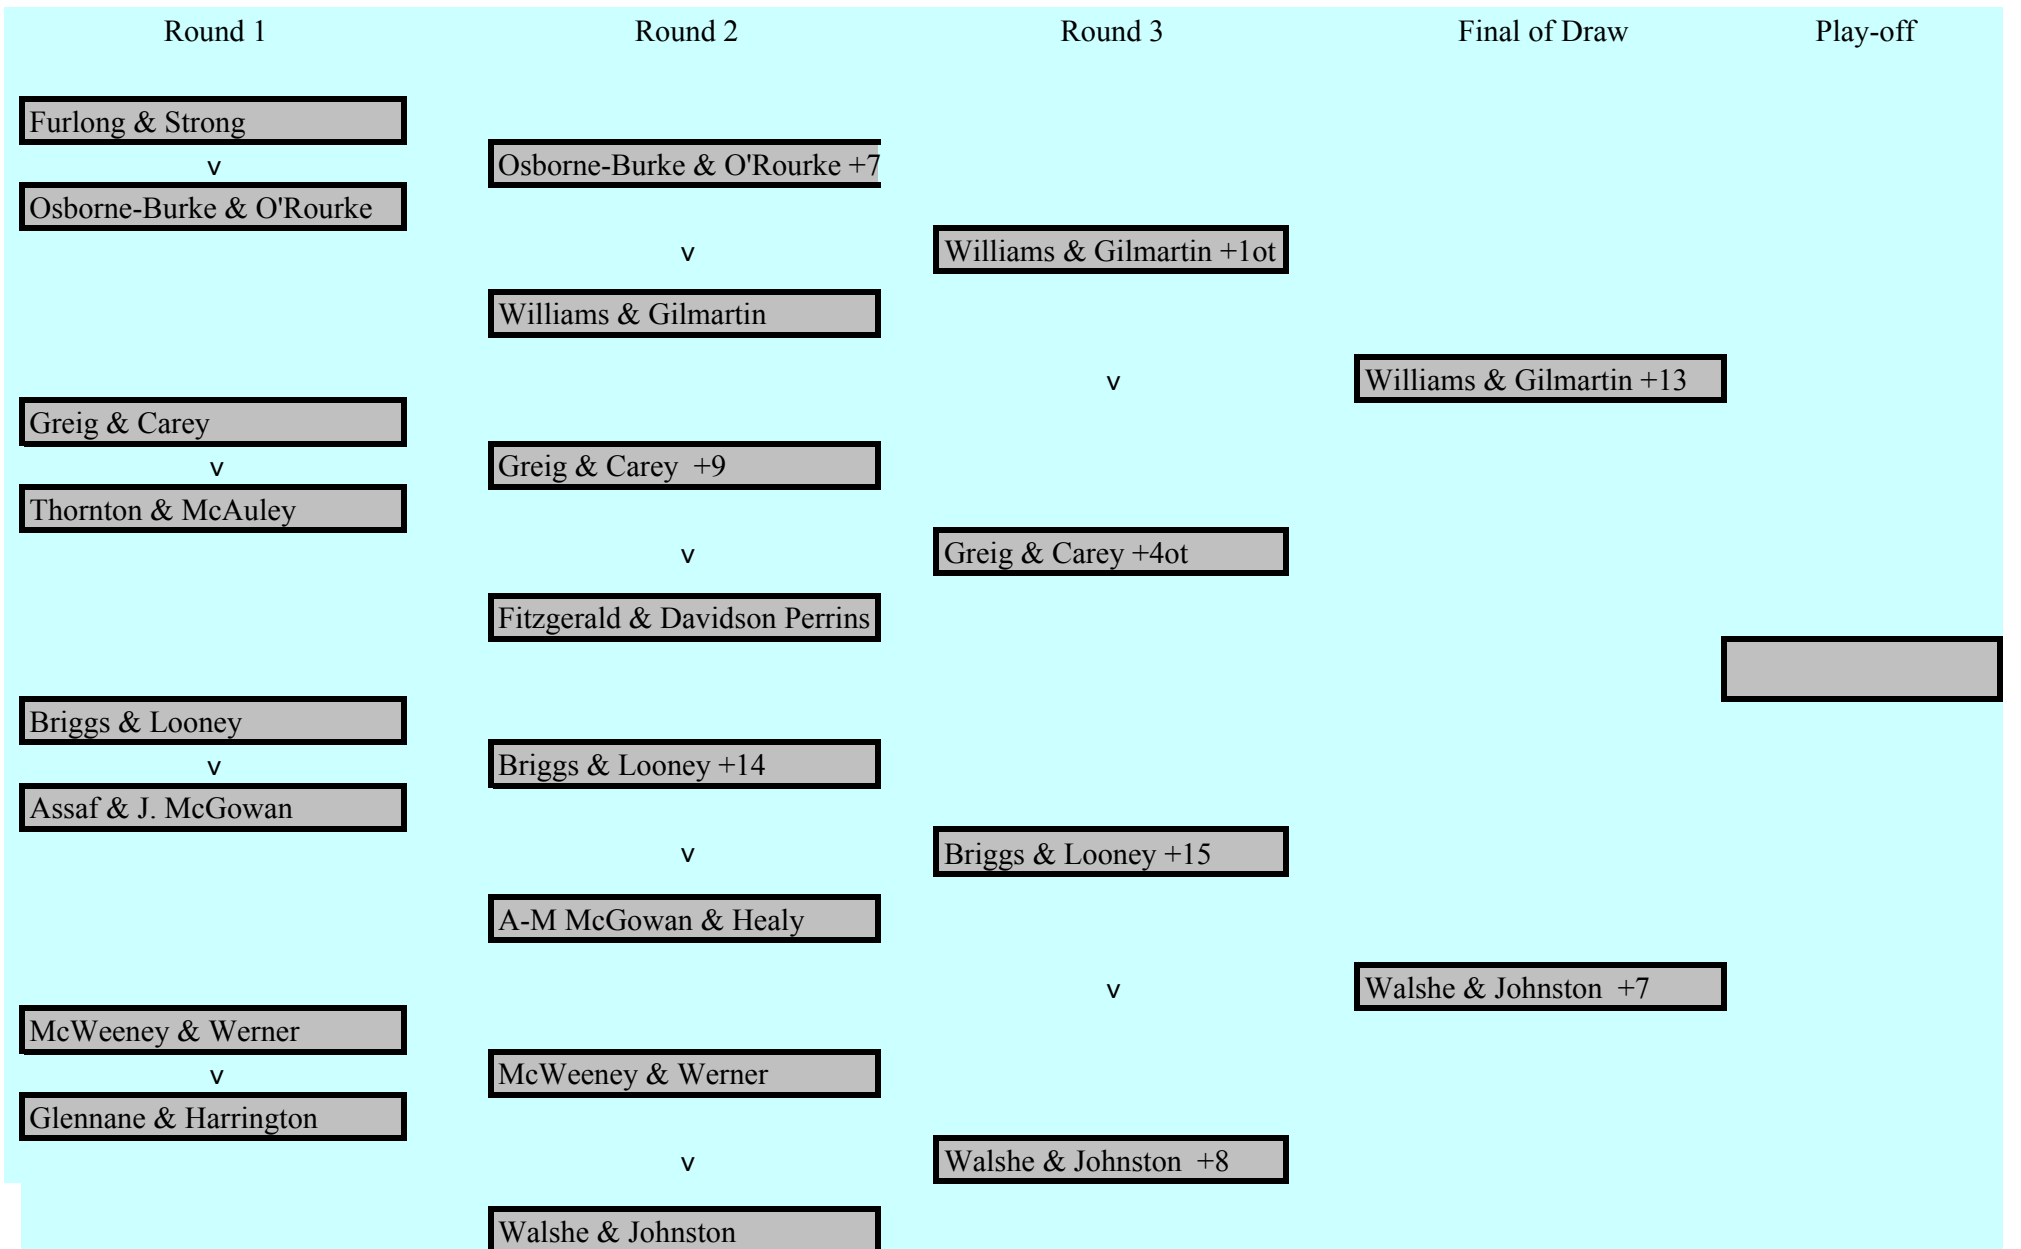 Round 1 Round 2 Round 3 Final of Draw Play-off
Furlong & Strong
v Osborne-Burke & O'Rourke +7
Osborne-Burke & O'Rourke
v Williams & Gilmartin +1ot
Williams & Gilmartin
v Williams & Gilmartin +13
Greig & Carey
v Greig & Carey +9
Thornton & McAuley
v Greig & Carey +4ot
Fitzgerald & Davidson Perrins
Briggs & Looney
v Briggs & Looney +14
Assaf & J. McGowan
v Briggs & Looney +15
A-M McGowan & Healy
v Walshe & Johnston +7
McWeeney & Werner
v McWeeney & Werner
Glennane & Harrington
v Walshe & Johnston +8
Walshe & Johnston